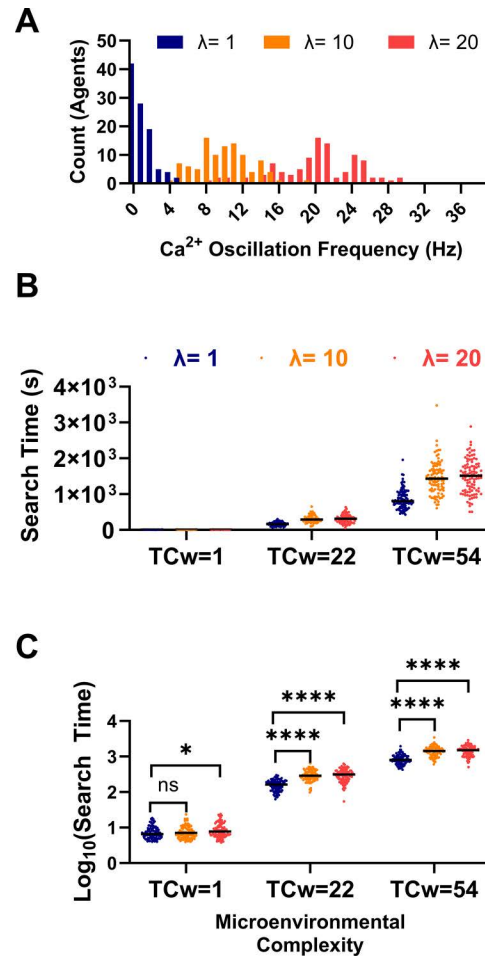 A
λ= 1 λ= 10 λ= 20
Count (Agents)
50
40
30
20
10
0
0 4 8 12 16 20 24 28 32 36
Ca²⁺ Oscillation Frequency (Hz)
B
λ= 1 λ= 10 λ= 20
Search Time (s)
4×10³
3×10³
2×10³
1×10³
0
TCw=1 TCw=22 TCw=54
C
Log₁₀(Search Time)
4
3
2
1
0
ns
*
****
****
****
****
TCw=1 TCw=22 TCw=54
Microenvironmental
Complexity